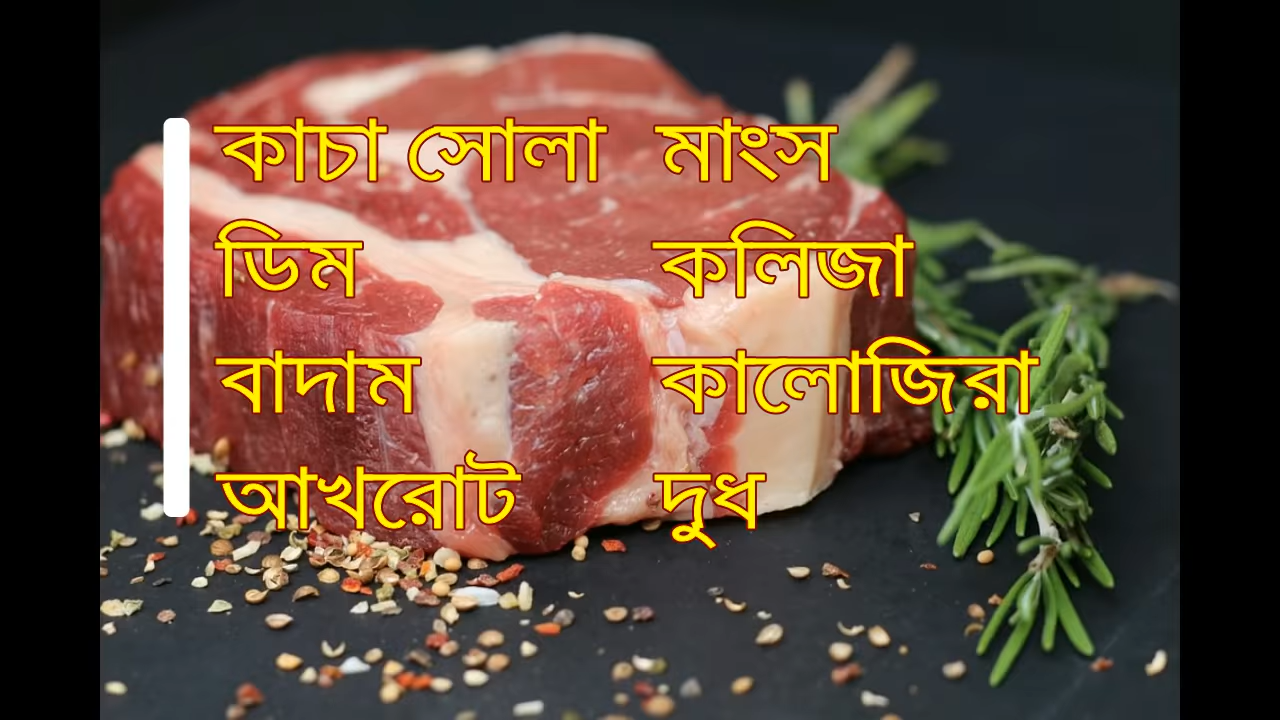 কাচা সোলা মাংস
ডিম কলিজা
বাদাম কালোজিরা
আখরোট দুধ